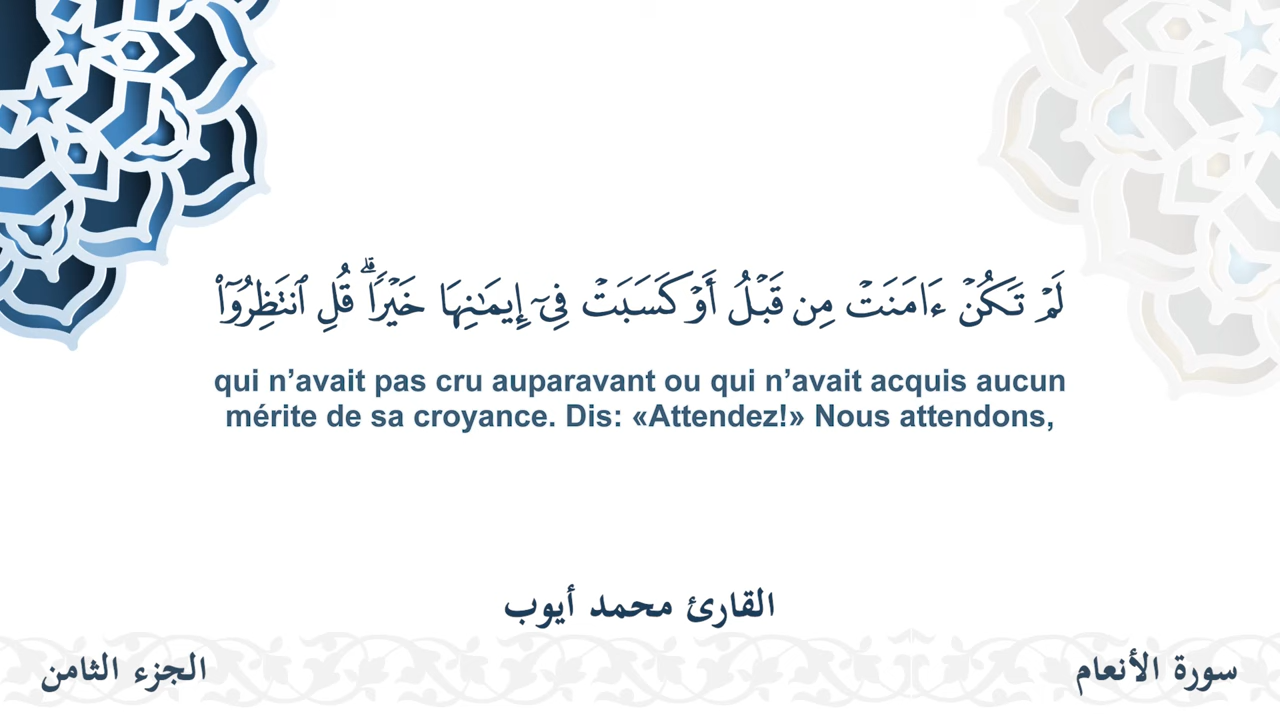 لَمْ تَكُنْ ءَامَنَتْ مِن قَبْلُ أَوْ كَسَبَتْ فِىٓ إِيمَـٰنِهَا خَيْرًا ۗ قُلِ ٱنتَظِرُوٓا۟
qui n’avait pas cru auparavant ou qui n’avait acquis aucun
mérite de sa croyance. Dis: «Attendez!» Nous attendons,
القارئ محمد أيوب
سورة الأنعام
الجزء الثامن